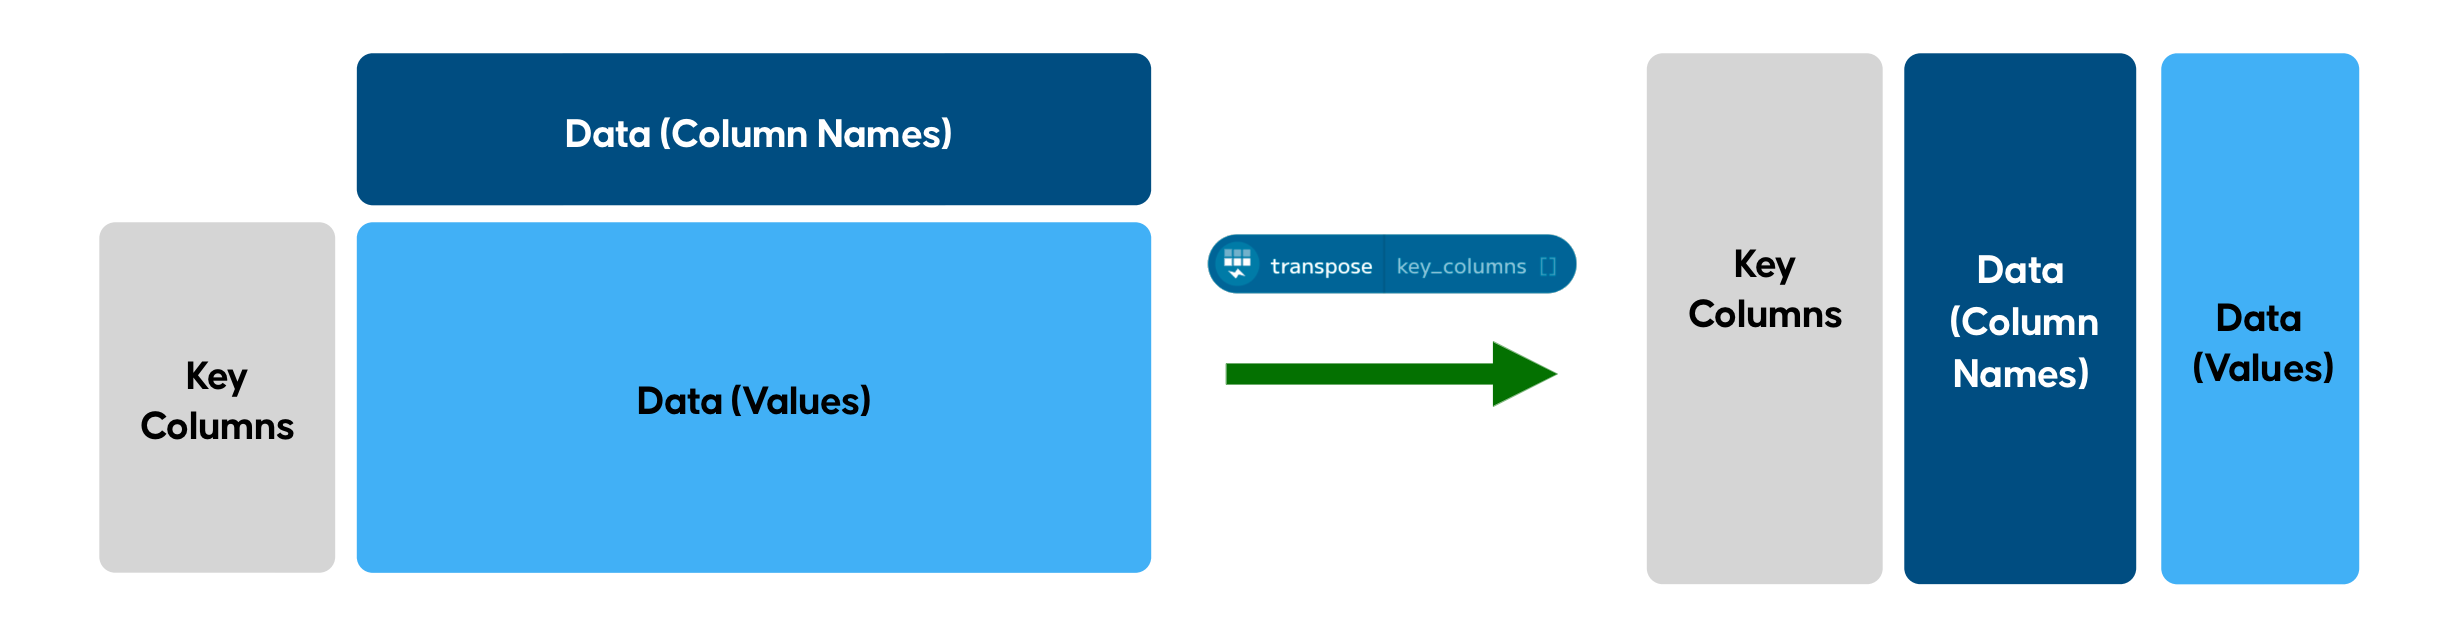 Data (Column Names)
Key
Columns
Data (Values)
transpose key_columns []
Key
Columns
Data
(Column
Names)
Data
(Values)